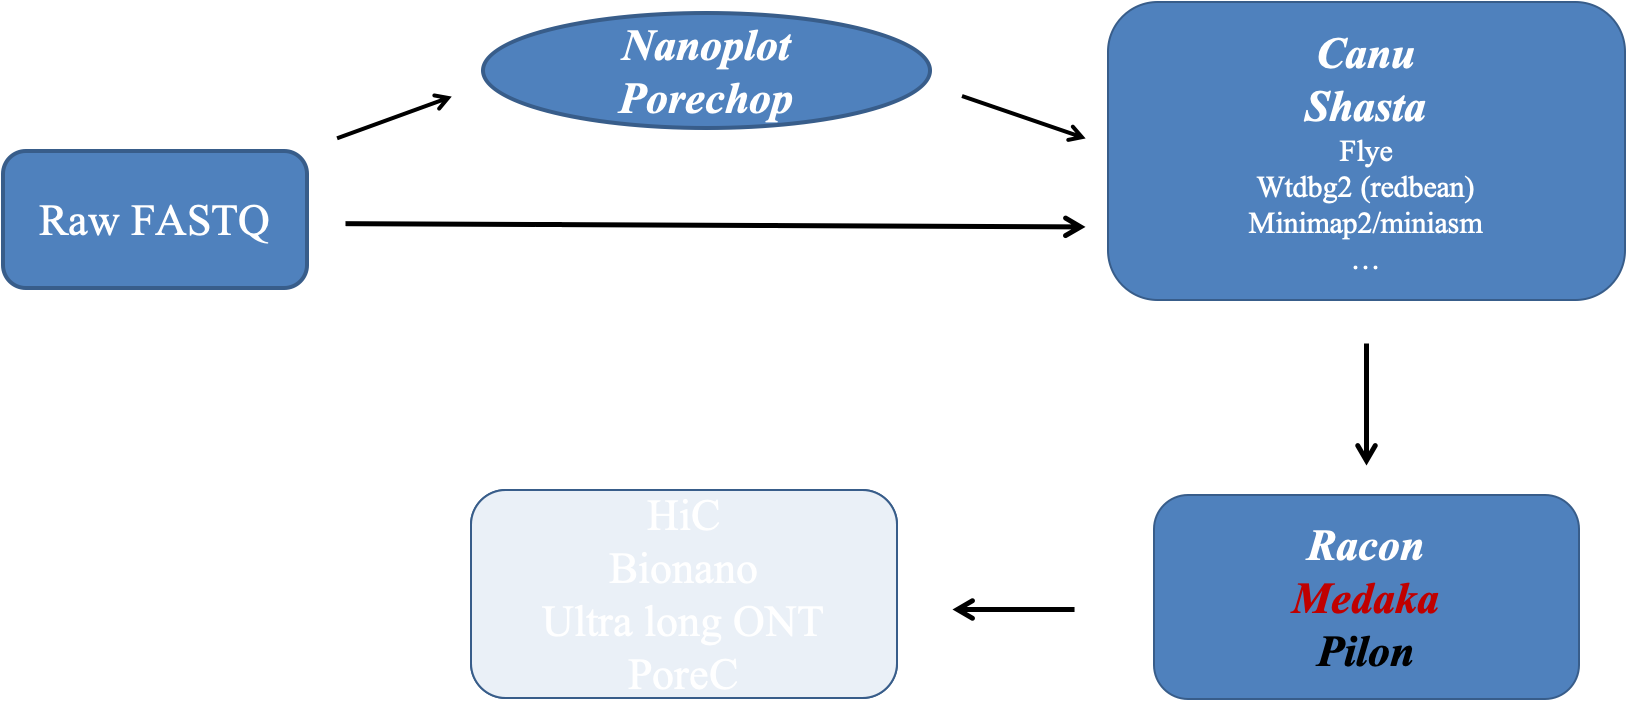 Nanoplot
Porechop
Canu
Shasta
Flye
Wtdbg2 (redbean)
Minimap2/miniasm
…
Raw FASTQ
HiC
Bionano
Ultra long ONT
PoreC
Racon
Medaka
Pilon